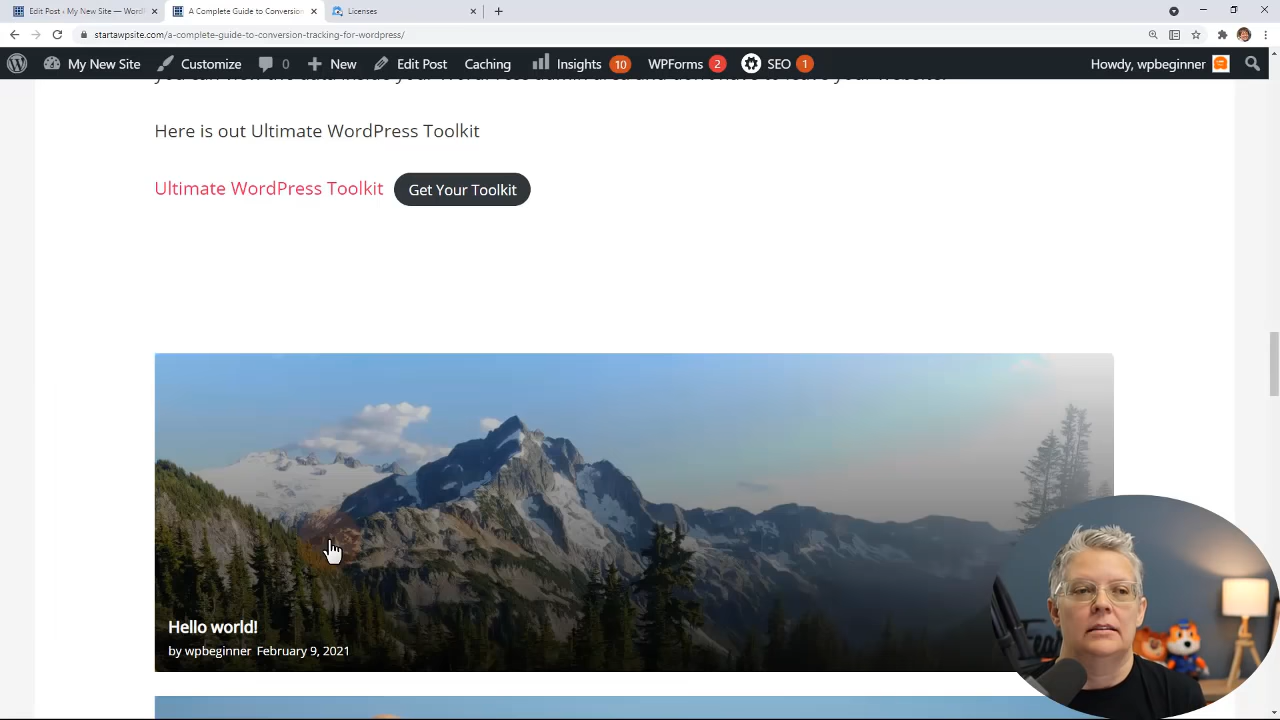 Edit Post ‹ My New Site — Word
A Complete Guide to Conversion
Licenses
startawpsite.com/a-complete-guide-to-conversion-tracking-for-wordpress/
My New Site
Customize
0
New
Edit Post
Caching
Insights 10
WPForms 2
SEO 1
Howdy, wpbeginner
Here is out Ultimate WordPress Toolkit
Ultimate WordPress Toolkit
Get Your Toolkit
Hello world!
by wpbeginner February 9, 2021